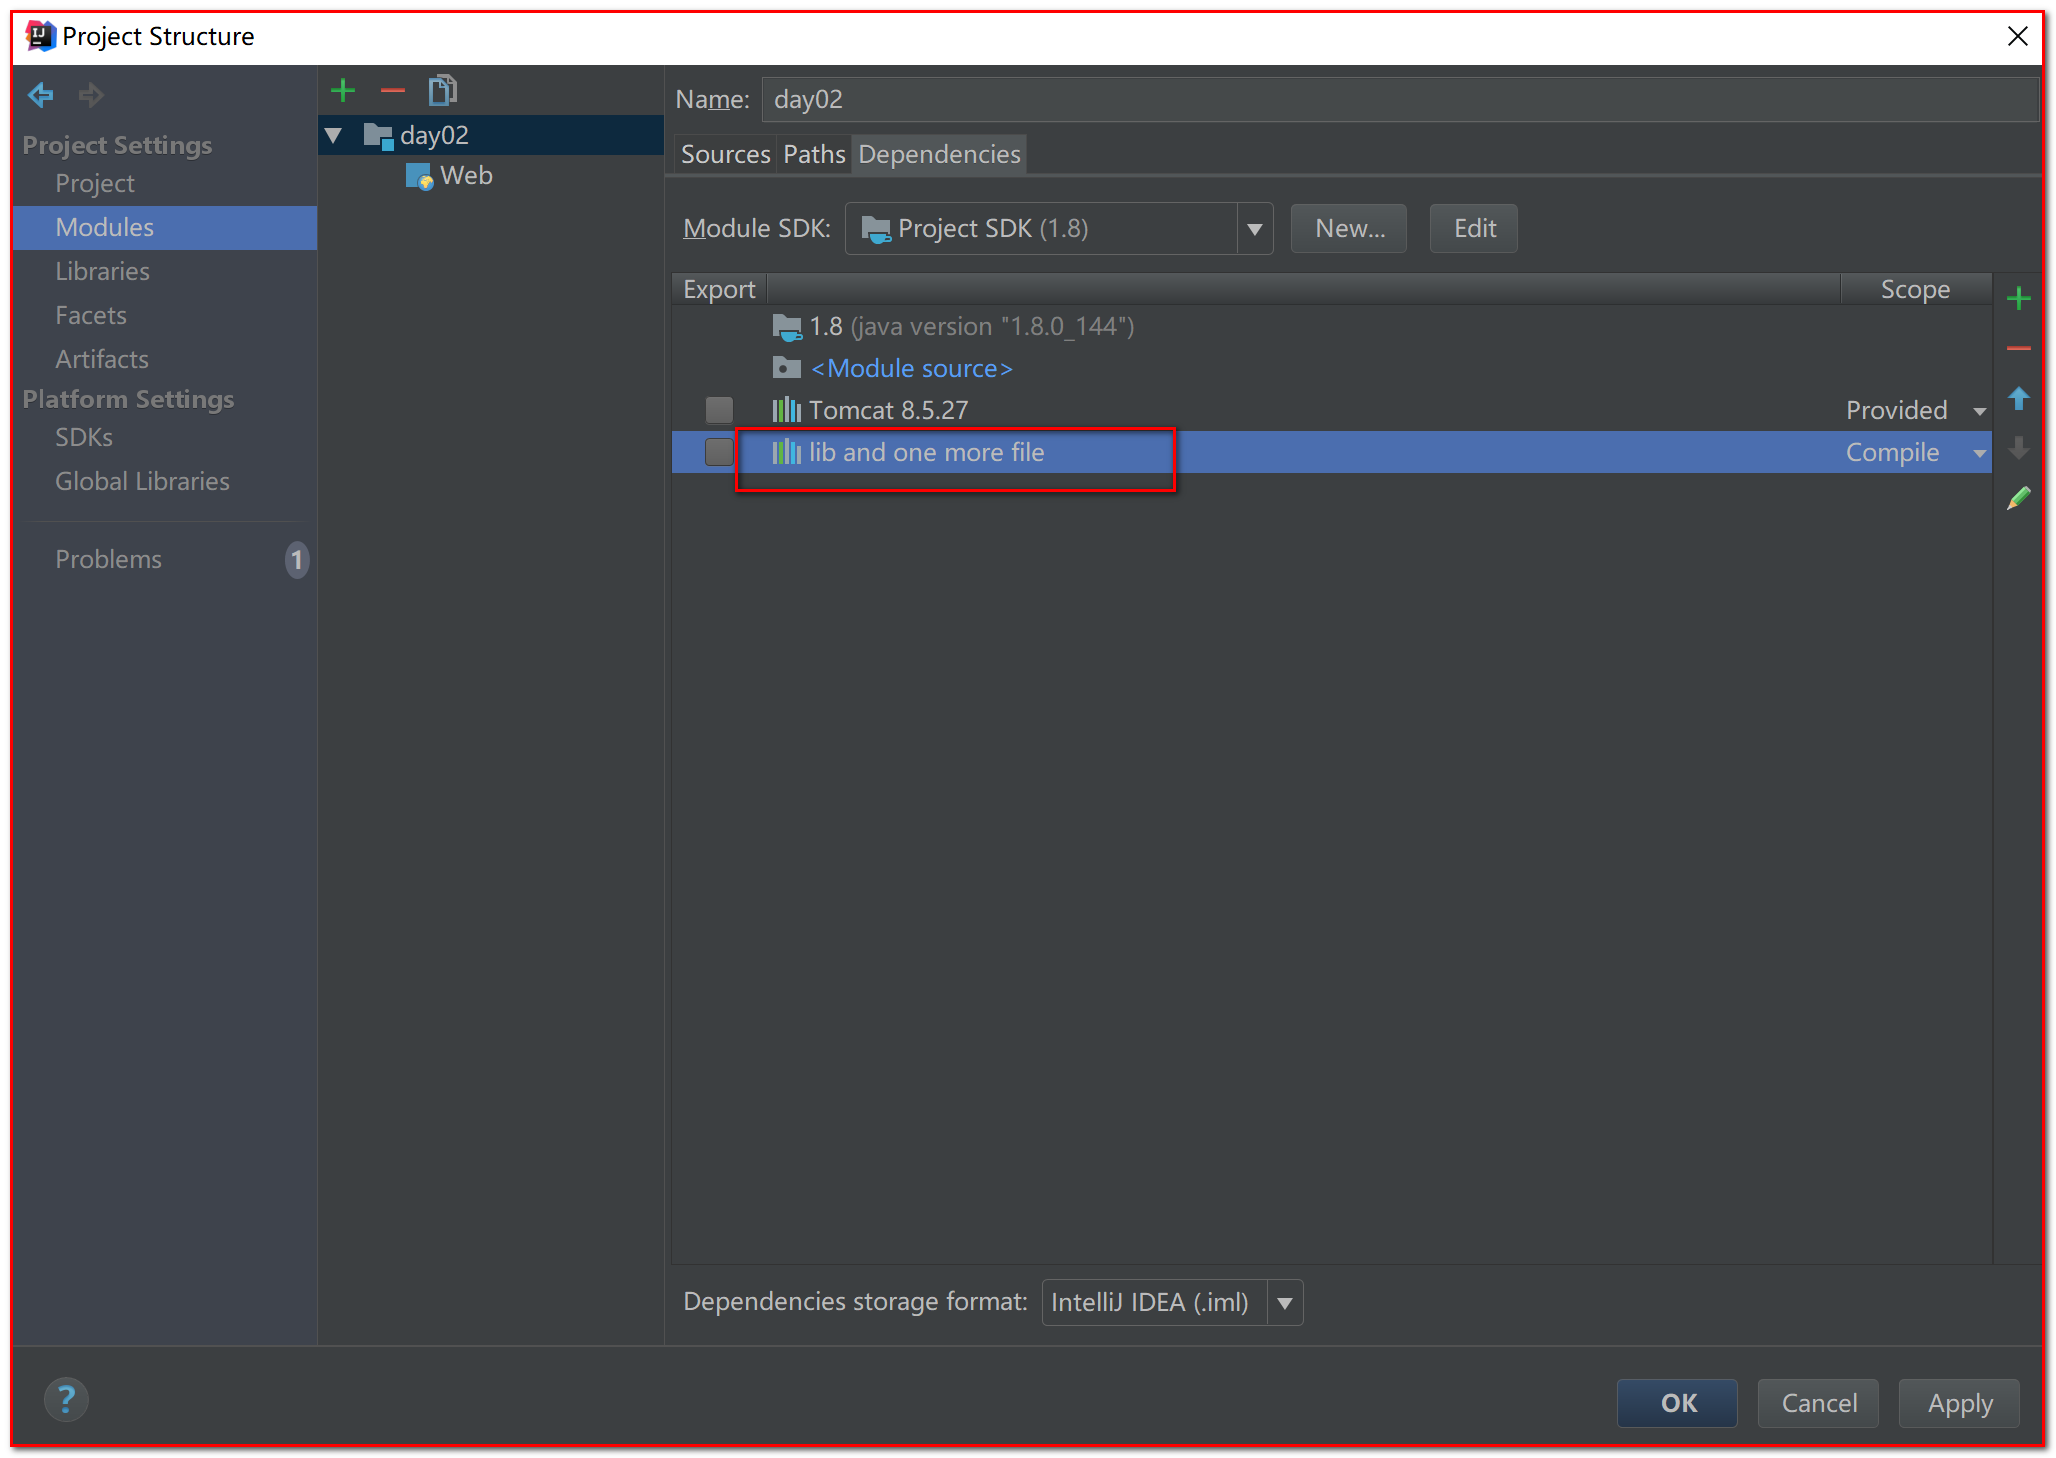 Project Structure
Project Settings
Project
Modules
Libraries
Facets
Artifacts
Platform Settings
SDKs
Global Libraries
Problems 1
day02
Web
Name: day02
Sources Paths Dependencies
Module SDK: Project SDK (1.8) New... Edit
Export Scope
1.8 (java version "1.8.0_144")
<Module source>
Tomcat 8.5.27 Provided
lib and one more file Compile
Dependencies storage format: IntelliJ IDEA (.iml)
? OK Cancel Apply